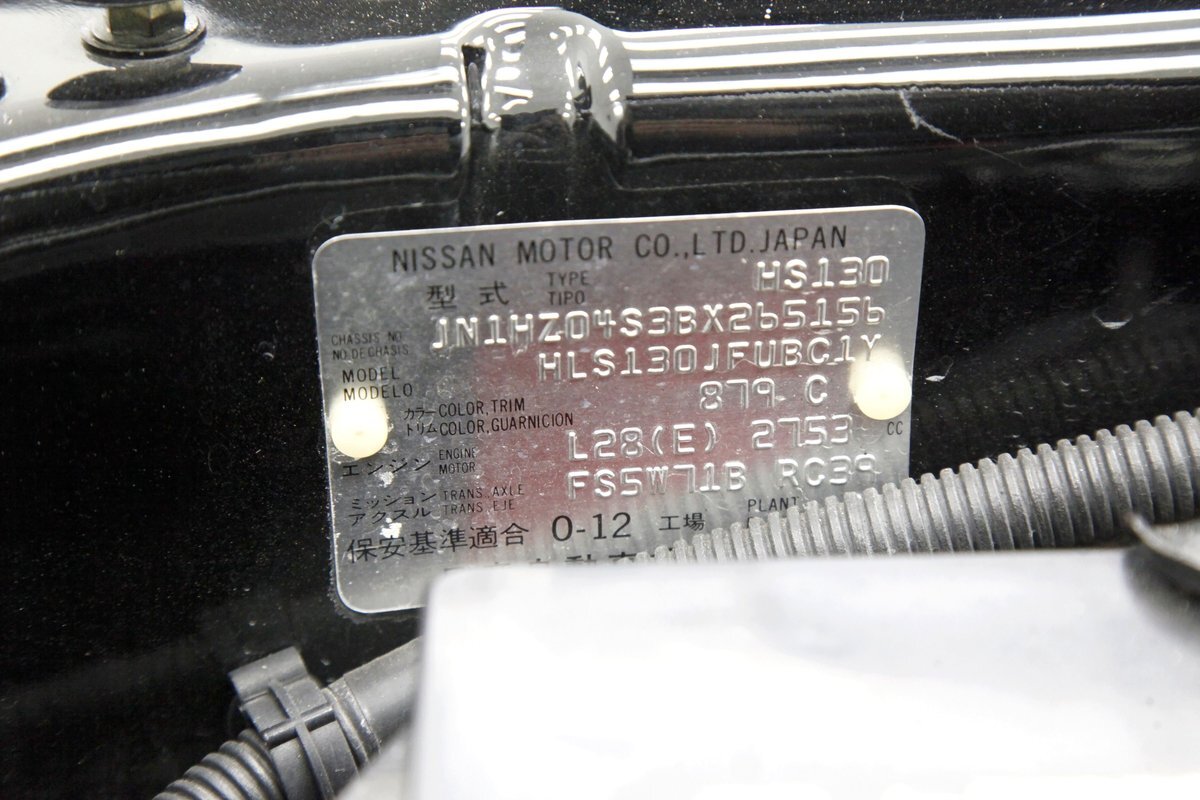 NISSAN MOTOR CO.,LTD.JAPAN
型式 TYPE TIPO HS130
CHASSIS NO. NO.DE CHASIS JN1HZ04S3BX265156
MODEL MODELO HLS130JFUBC1Y
カラー COLOR,TRIM 879 C
トリム COLOR,GUARNICION
エンジン ENGINE MOTOR L28(E) 2753 CC
ミッション TRANS. AXLE FS5W71B RC39
アクスル TRANS. EJE
保安基準適合 0-12 工場 PLANT